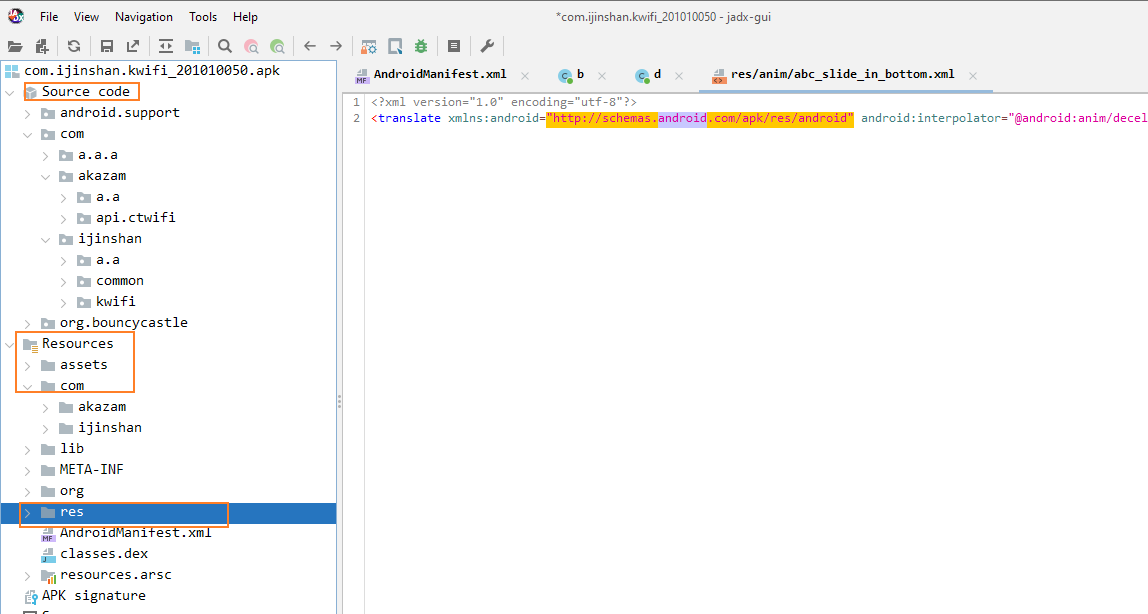 File View Navigation Tools Help *com.ijinshan.kwifi_201010050 - jadx-gui
com.ijinshan.kwifi_201010050.apk
Source code
android.support
com
a.a.a
akazam
a.a
api.ctwifi
ijinshan
a.a
common
kwifi
org.bouncycastle
Resources
assets
com
akazam
ijinshan
lib
META-INF
org
res
MF AndroidManifest.xml
J classes.dex
resources.arsc
APK signature
MF AndroidManifest.xml × C b × C d × res/anim/abc_slide_in_bottom.xml ×
1 <?xml version="1.0" encoding="utf-8"?>
2 <translate xmlns:android="http://schemas.android.com/apk/res/android" android:interpolator="@android:anim/decel